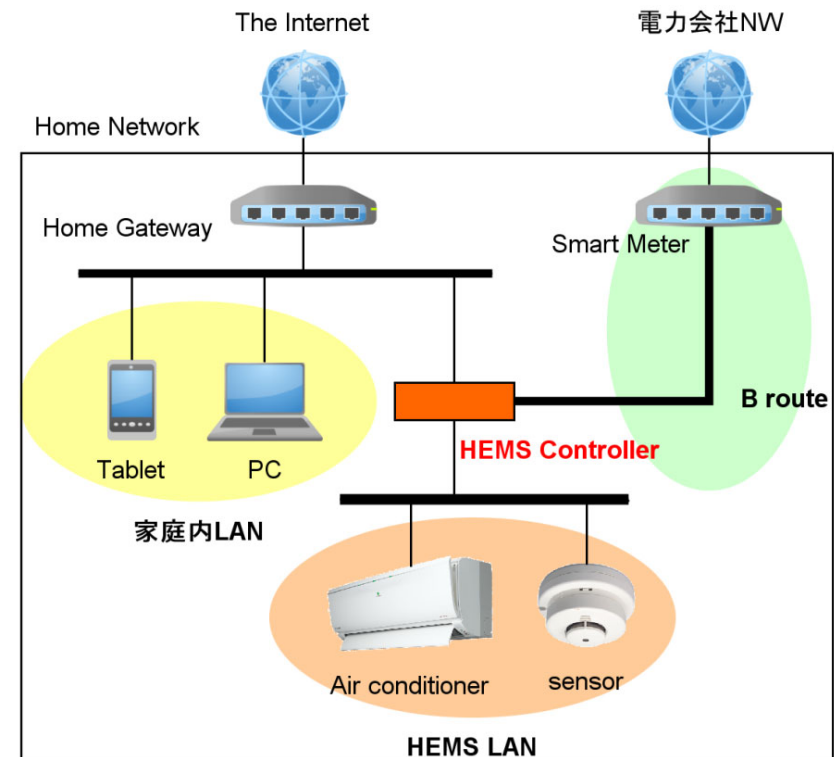 The Internet
電力会社NW
Home Network
Home Gateway
Smart Meter
B route
HEMS Controller
Tablet
PC
家庭内LAN
Air conditioner
sensor
HEMS LAN